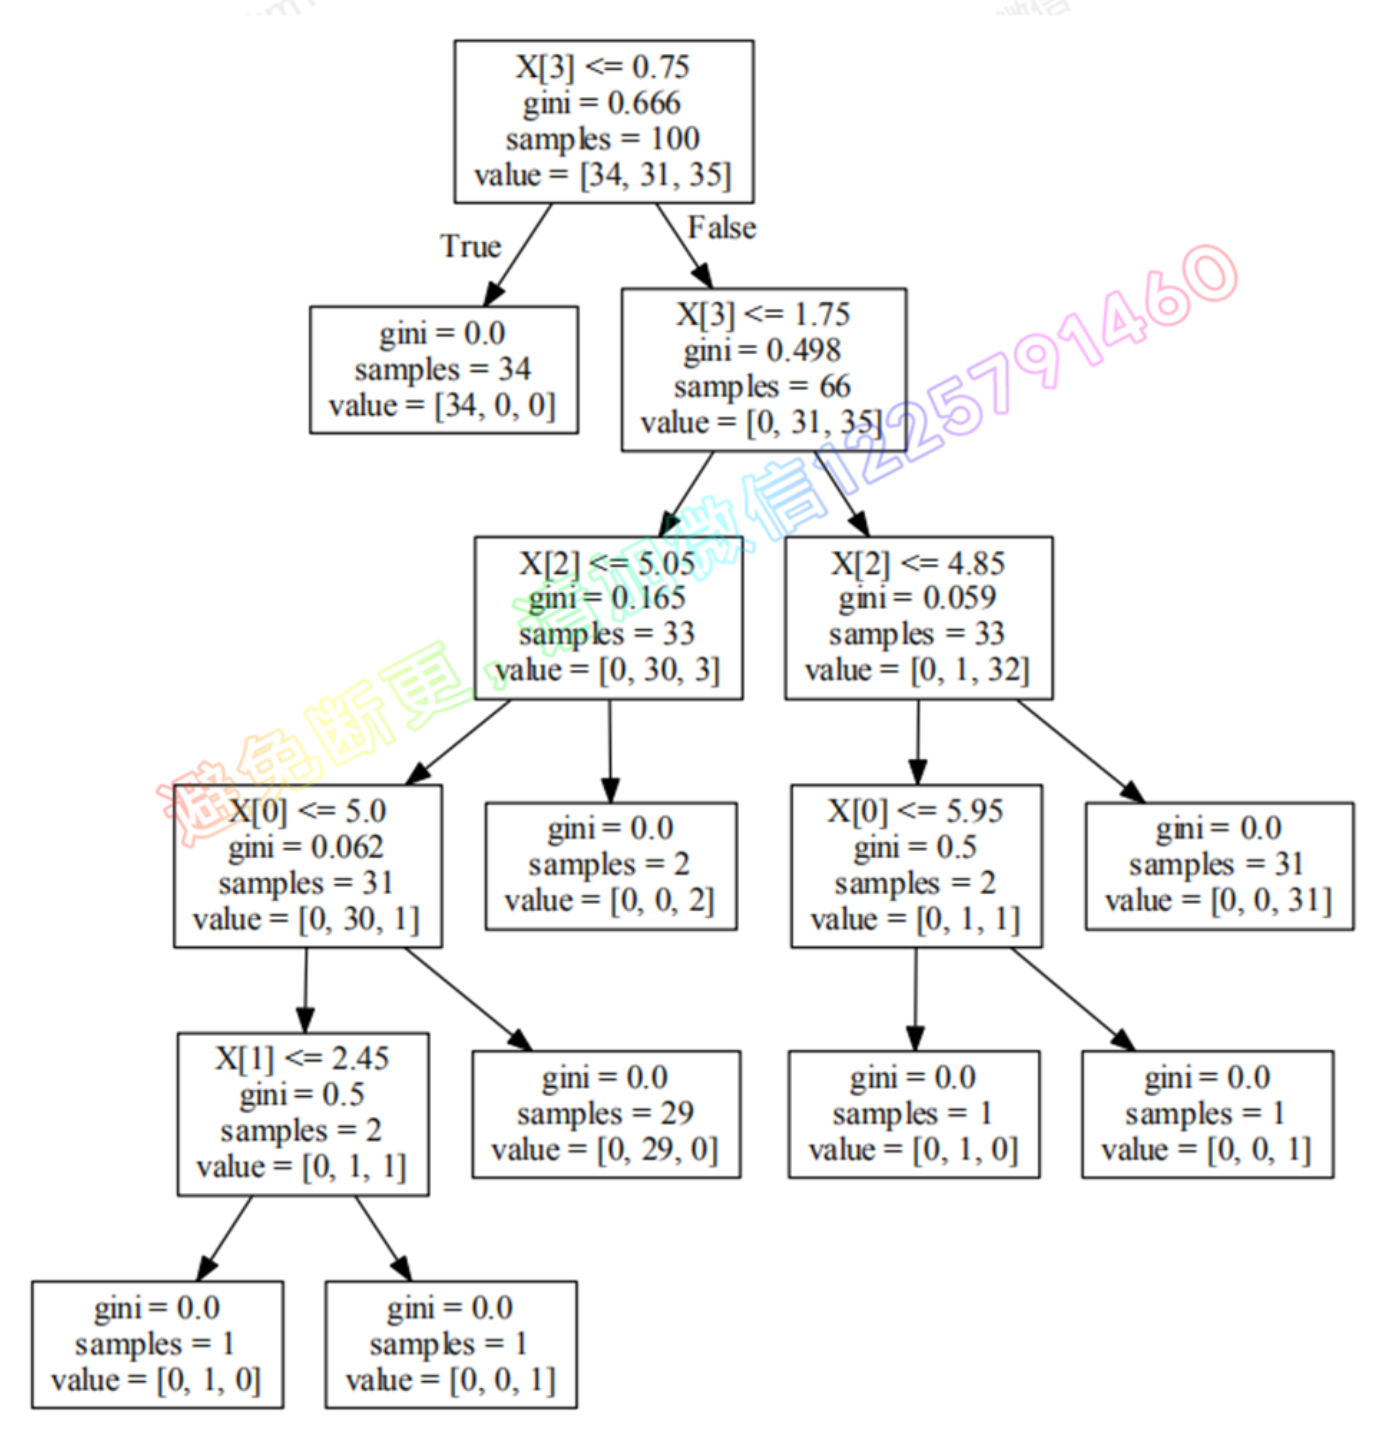 X[3] <= 0.75
gini = 0.666
samples = 100
value = [34, 31, 35]
True
False
gini = 0.0
samples = 34
value = [34, 0, 0]
X[3] <= 1.75
gini = 0.498
samples = 66
value = [0, 31, 35]
X[2] <= 5.05
gini = 0.165
samples = 33
value = [0, 30, 3]
X[2] <= 4.85
gini = 0.059
samples = 33
value = [0, 1, 32]
X[0] <= 5.0
gini = 0.062
samples = 31
value = [0, 30, 1]
gini = 0.0
samples = 2
value = [0, 0, 2]
X[0] <= 5.95
gini = 0.5
samples = 2
value = [0, 1, 1]
gini = 0.0
samples = 31
value = [0, 0, 31]
X[1] <= 2.45
gini = 0.5
samples = 2
value = [0, 1, 1]
gini = 0.0
samples = 29
value = [0, 29, 0]
gini = 0.0
samples = 1
value = [0, 1, 0]
gini = 0.0
samples = 1
value = [0, 0, 1]
gini = 0.0
samples = 1
value = [0, 1, 0]
gini = 0.0
samples = 1
value = [0, 0, 1]
避免断更，请加微信1225791460